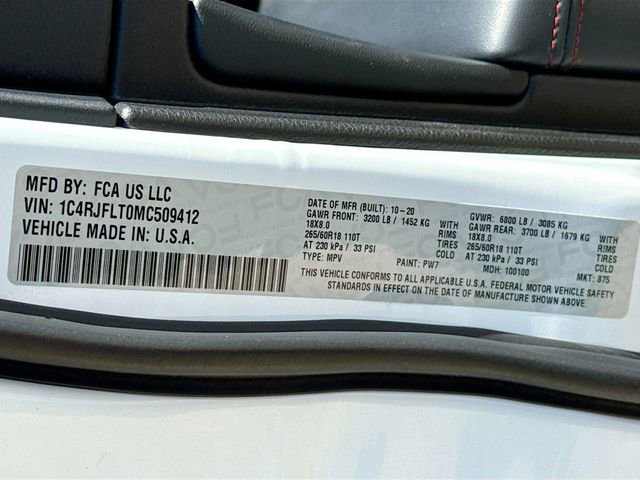 MFD BY: FCA US LLC
VIN: 1C4RJFLT0MC509412
VEHICLE MADE IN: U.S.A.
DATE OF MFR (BUILT): 10-20 GVWR: 6800 LB / 3085 KG
GAWR FRONT: 3200 LB / 1452 KG GAWR REAR: 3700 LB / 1679 KG
18X8.0 RIMS 18X8.0 RIMS
265/60R18 110T TIRES 265/60R18 110T TIRES
AT 230 kPa / 33 PSI COLD AT 230 kPa / 33 PSI COLD
TYPE: MPV PAINT: PW7 MDH: 100100 MKT: 875
THIS VEHICLE CONFORMS TO ALL APPLICABLE U.S.A. FEDERAL MOTOR VEHICLE SAFETY
STANDARDS IN EFFECT ON THE DATE OF MANUFACTURE SHOWN ABOVE.